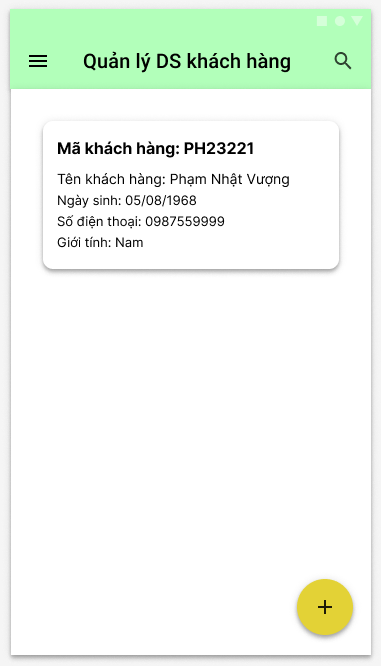 Quản lý DS khách hàng
Mã khách hàng: PH23221
Tên khách hàng: Phạm Nhật Vượng
Ngày sinh: 05/08/1968
Số điện thoại: 0987559999
Giới tính: Nam